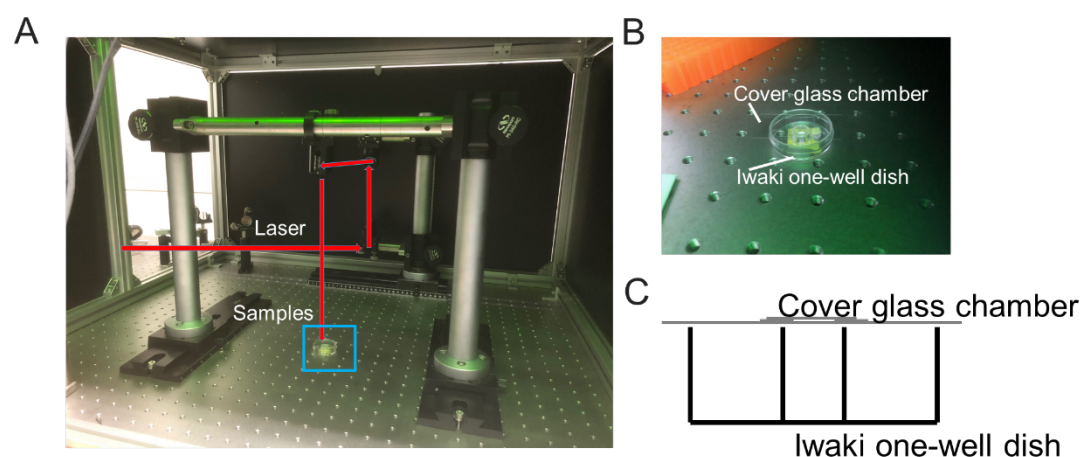 A
Laser
Samples
B
Cover glass chamber
Iwaki one-well dish
C
Cover glass chamber
Iwaki one-well dish